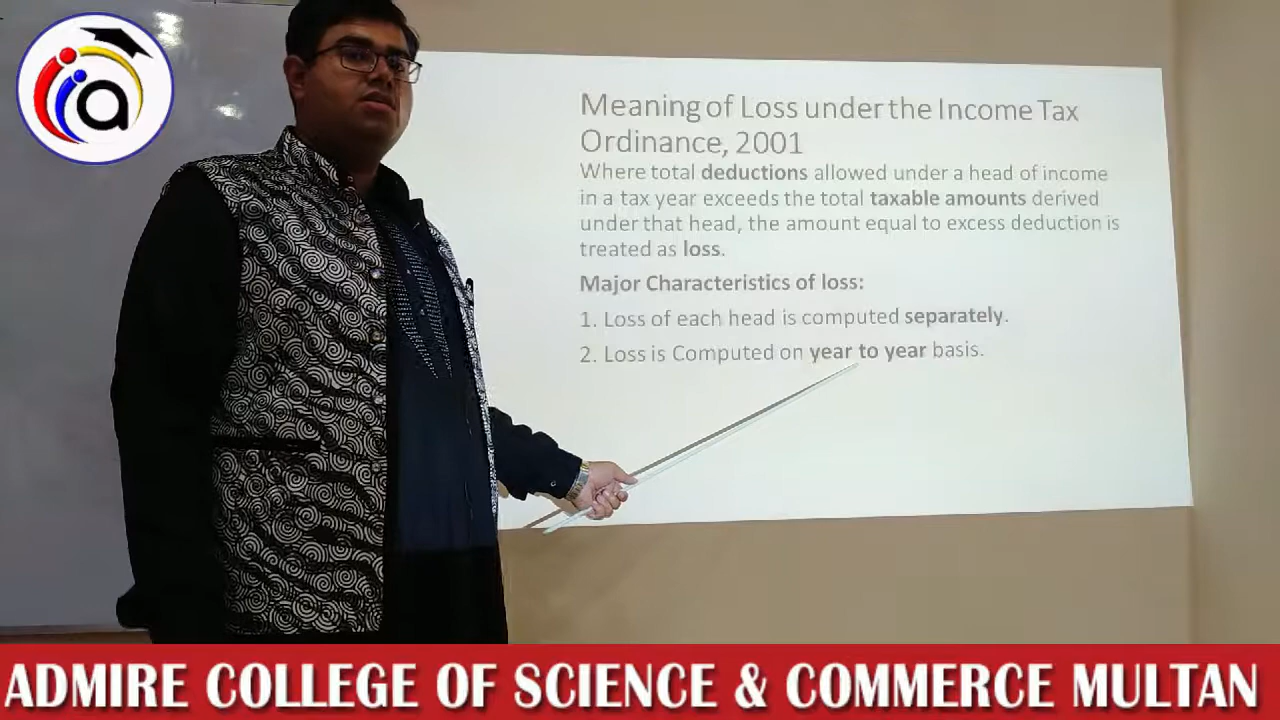 a
Meaning of Loss under the Income Tax
Ordinance, 2001
Where total deductions allowed under a head of income
in a tax year exceeds the total taxable amounts derived
under that head, the amount equal to excess deduction is
treated as loss.
Major Characteristics of loss:
1. Loss of each head is computed separately.
2. Loss is Computed on year to year basis.
ADMIRE COLLEGE OF SCIENCE & COMMERCE MULTAN